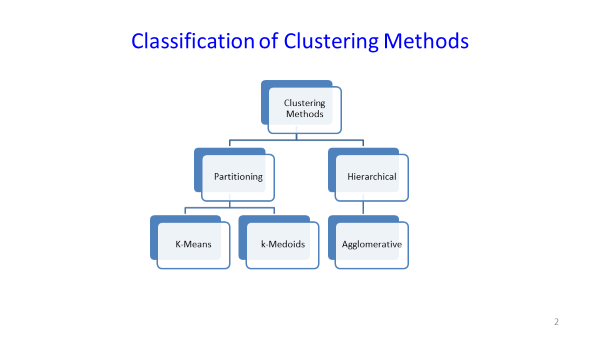 Classification of Clustering Methods
Clustering
Methods
Partitioning
Hierarchical
K-Means
k-Medoids
Agglomerative
2